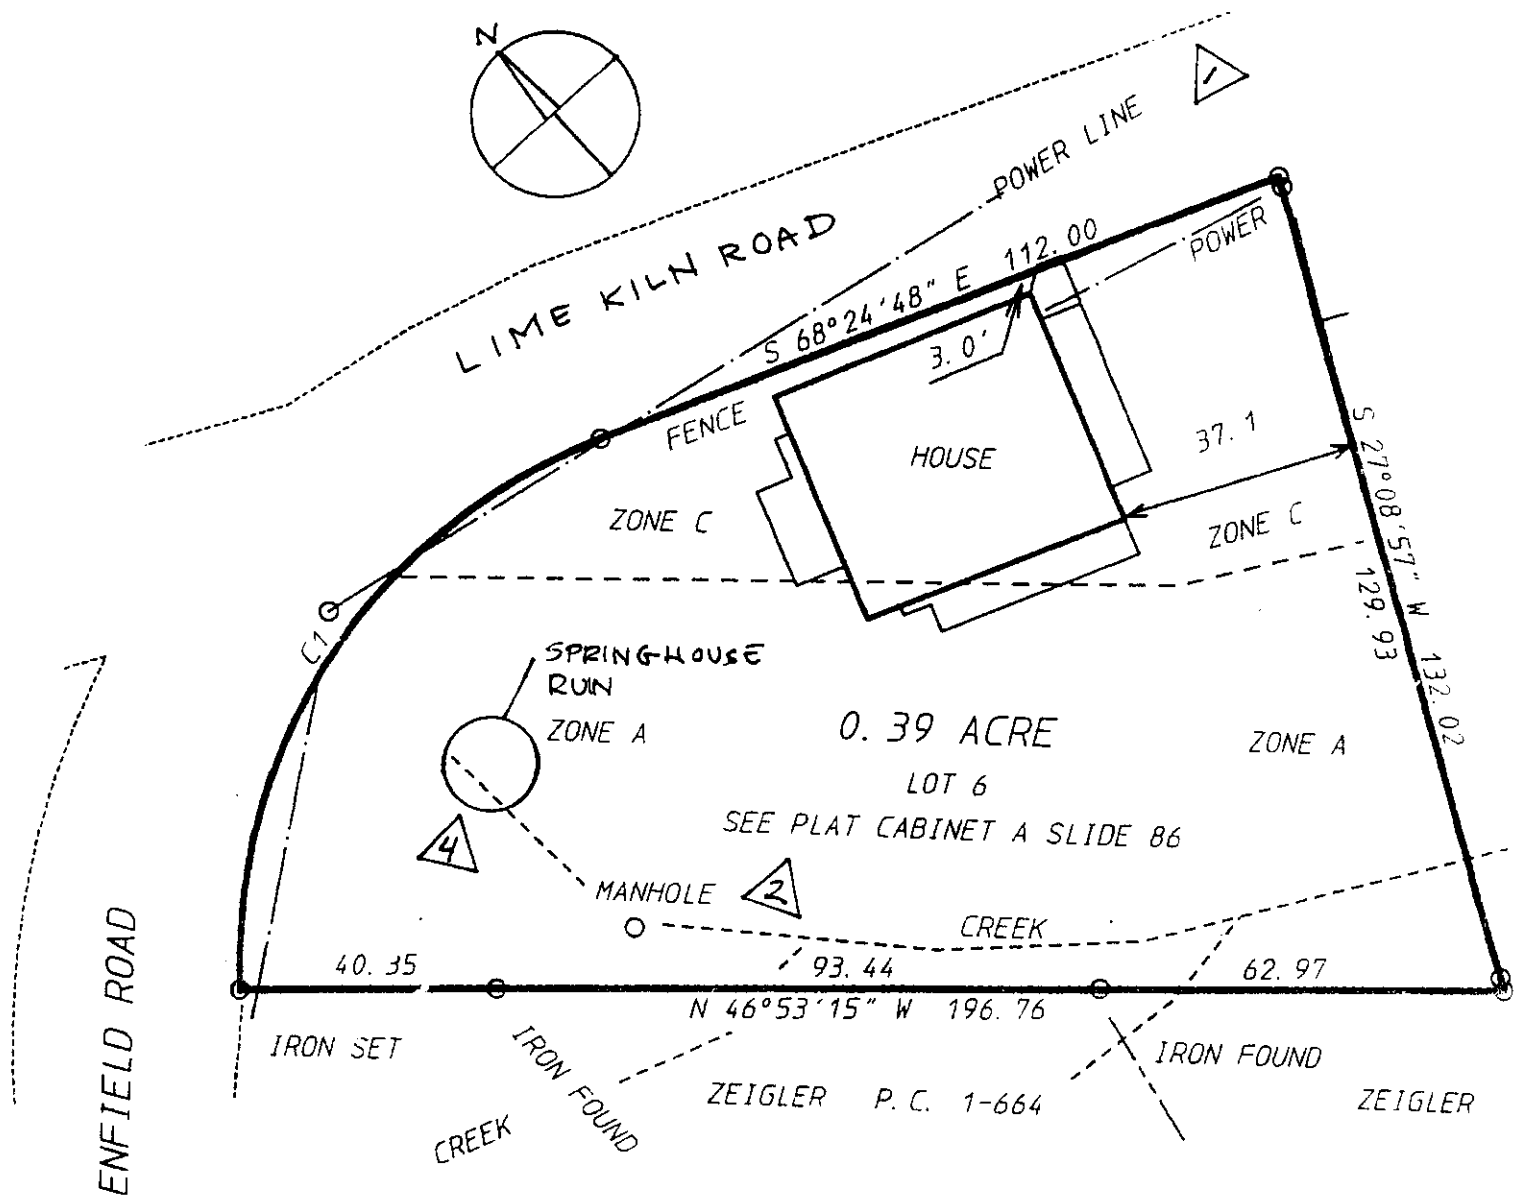 N
1
POWER LINE
LIME KILN ROAD
S 68°24'48" E 112.00
POWER
3.0'
FENCE
HOUSE
37.1
ZONE C
ZONE C
S 27°08'57" W 132.02
129.93
C1
SPRING-HOUSE
RUIN
ZONE A
0.39 ACRE
ZONE A
LOT 6
SEE PLAT CABINET A SLIDE 86
4
MANHOLE
2
CREEK
40.35
93.44
62.97
N 46°53'15" W 196.76
IRON SET
IRON FOUND
IRON FOUND
ZEIGLER P.C. 1-664
ZEIGLER
CREEK
ENFIELD ROAD